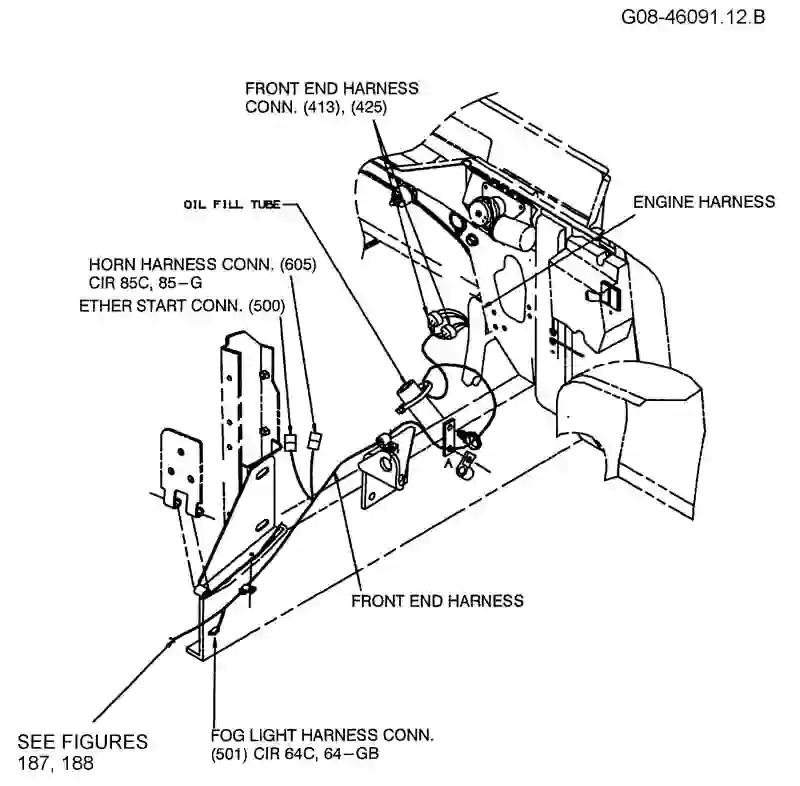 G08-46091.12.B
FRONT END HARNESS
CONN. (413), (425)
OIL FILL TUBE
ENGINE HARNESS
HORN HARNESS CONN. (605)
CIR 85C, 85-G
ETHER START CONN. (500)
A
FRONT END HARNESS
FOG LIGHT HARNESS CONN.
(501) CIR 64C, 64-GB
SEE FIGURES
187, 188